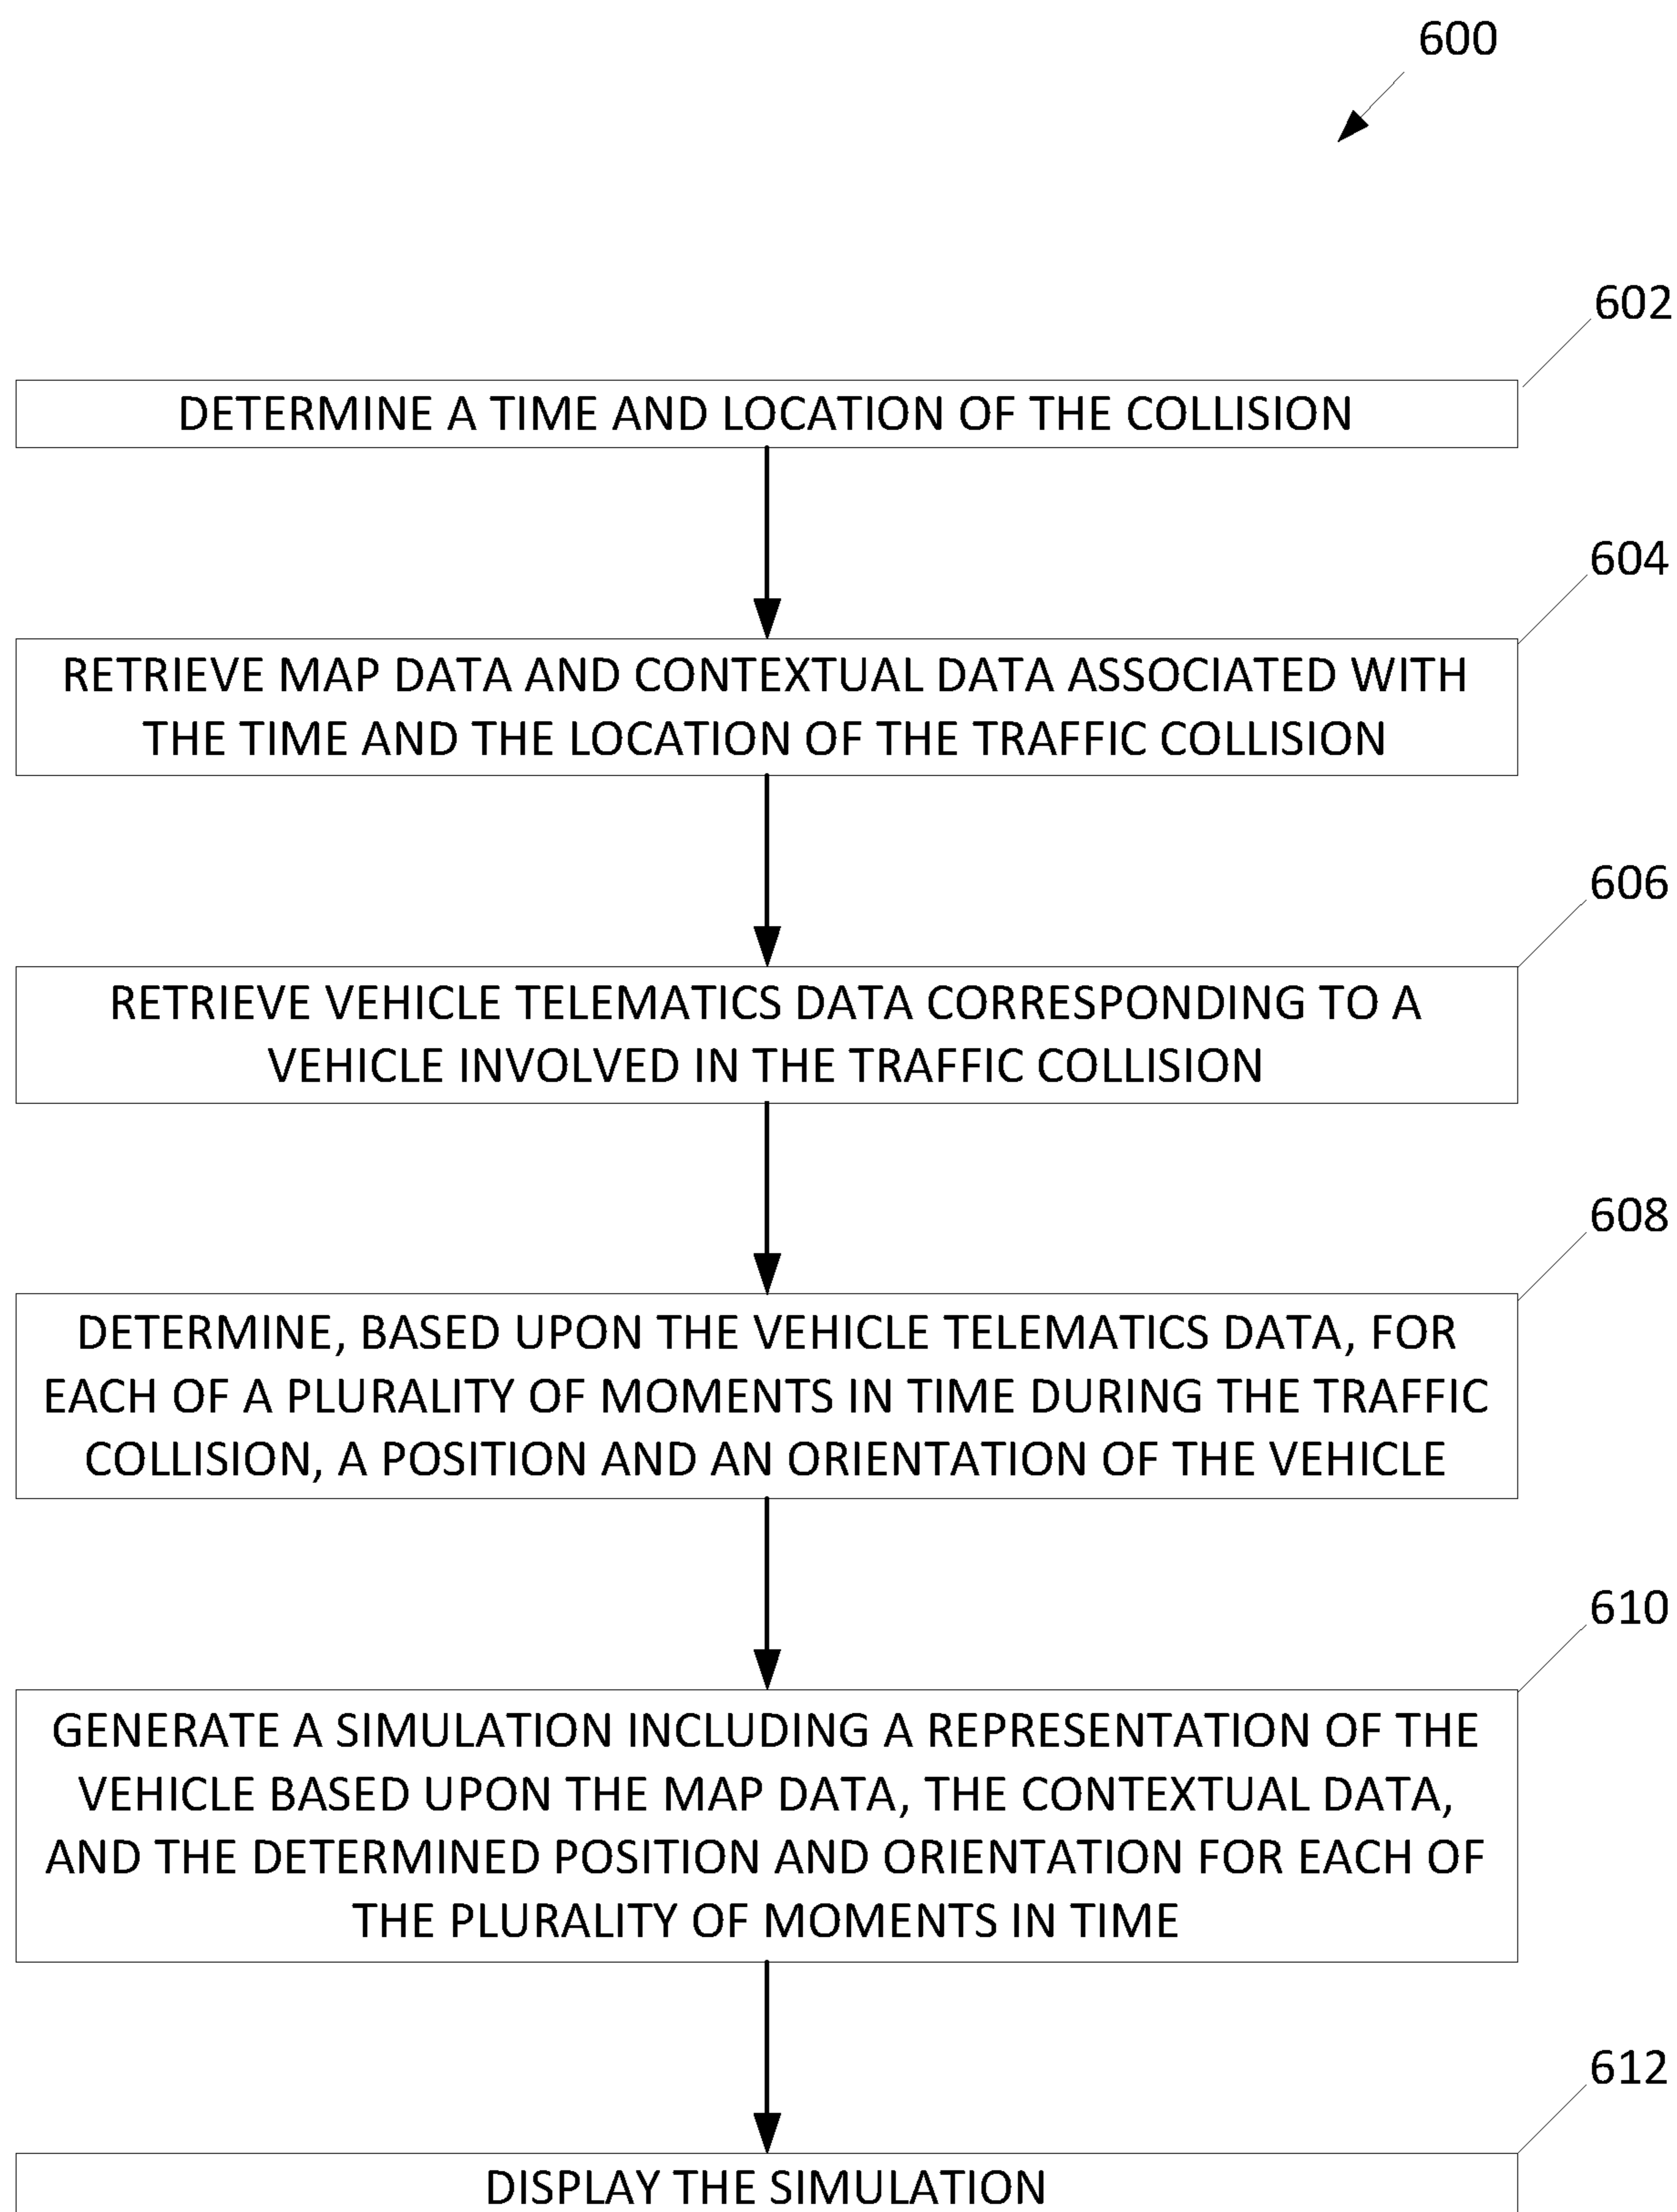 600
602
DETERMINE A TIME AND LOCATION OF THE COLLISION
604
RETRIEVE MAP DATA AND CONTEXTUAL DATA ASSOCIATED WITH
THE TIME AND THE LOCATION OF THE TRAFFIC COLLISION
606
RETRIEVE VEHICLE TELEMATICS DATA CORRESPONDING TO A
VEHICLE INVOLVED IN THE TRAFFIC COLLISION
608
DETERMINE, BASED UPON THE VEHICLE TELEMATICS DATA, FOR
EACH OF A PLURALITY OF MOMENTS IN TIME DURING THE TRAFFIC
COLLISION, A POSITION AND AN ORIENTATION OF THE VEHICLE
610
GENERATE A SIMULATION INCLUDING A REPRESENTATION OF THE
VEHICLE BASED UPON THE MAP DATA, THE CONTEXTUAL DATA,
AND THE DETERMINED POSITION AND ORIENTATION FOR EACH OF
THE PLURALITY OF MOMENTS IN TIME
612
DISPLAY THE SIMULATION